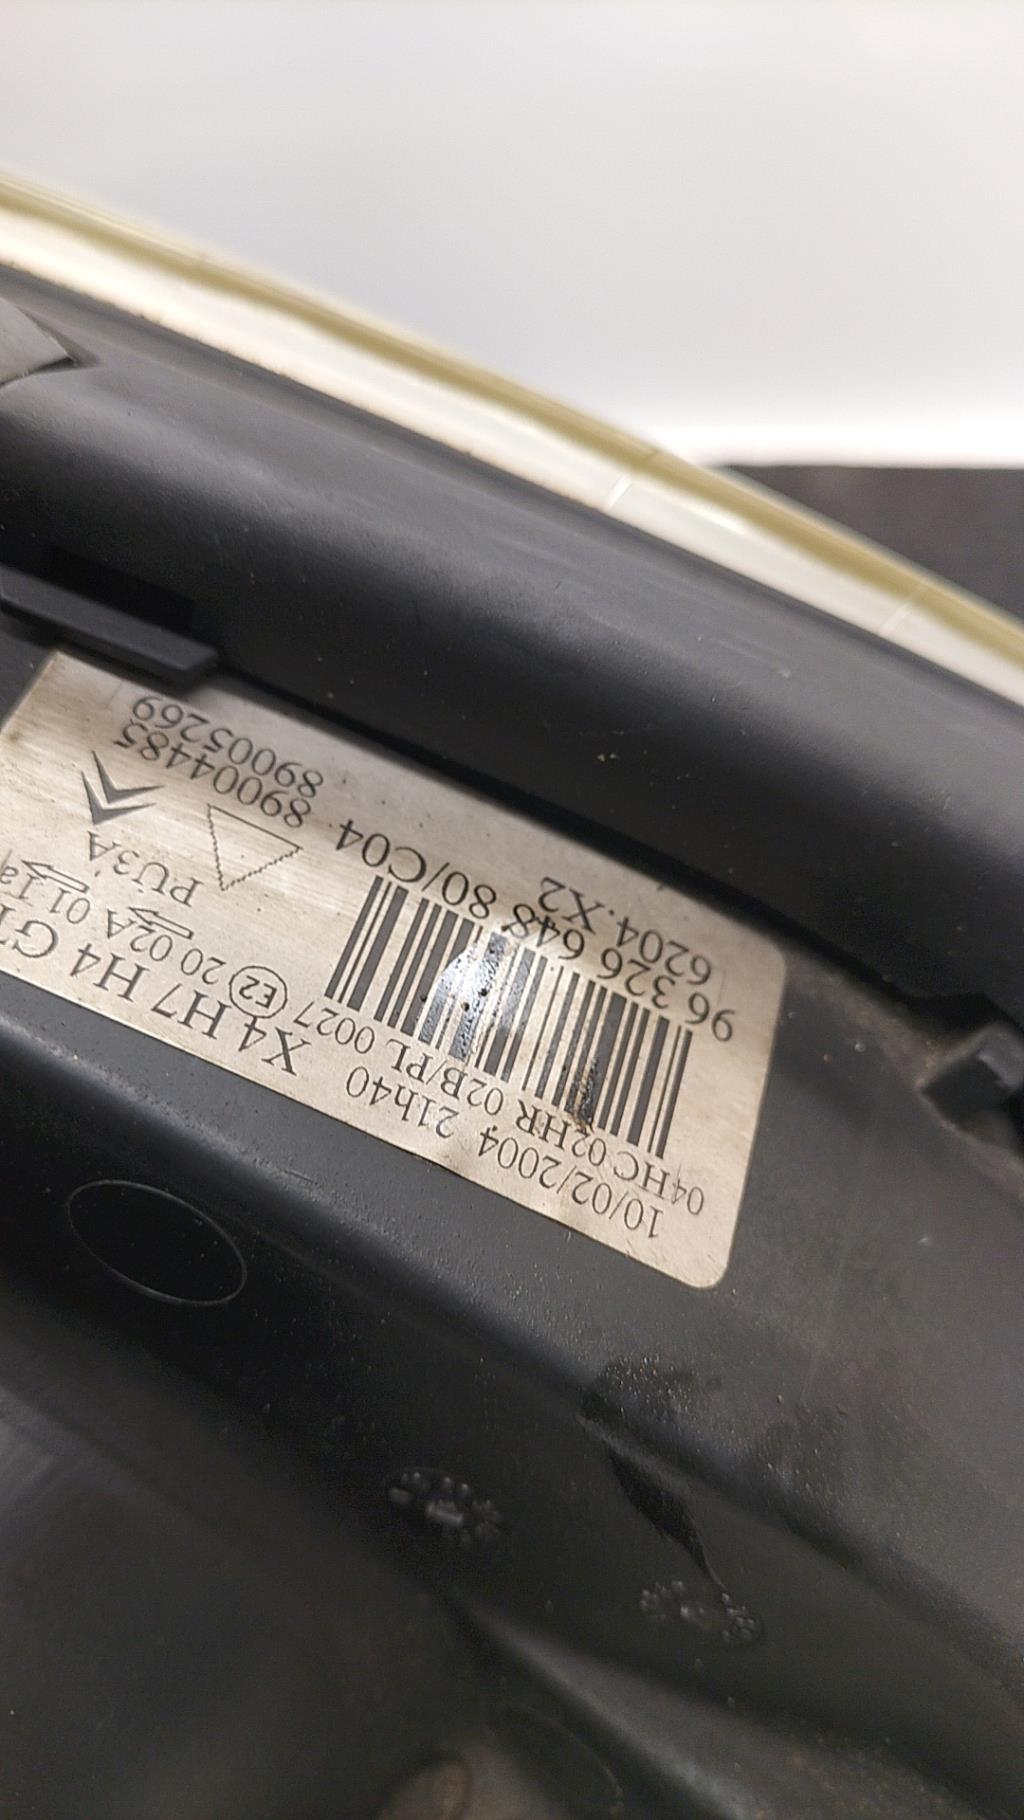 X4 H7 H4 G
E2 20 02A 01 1a
PU3A
89004485
89005269
10/02/2004 21h40
04HC 02HR 02B/PL 0027
96 326 648 80/C04
6204.X2